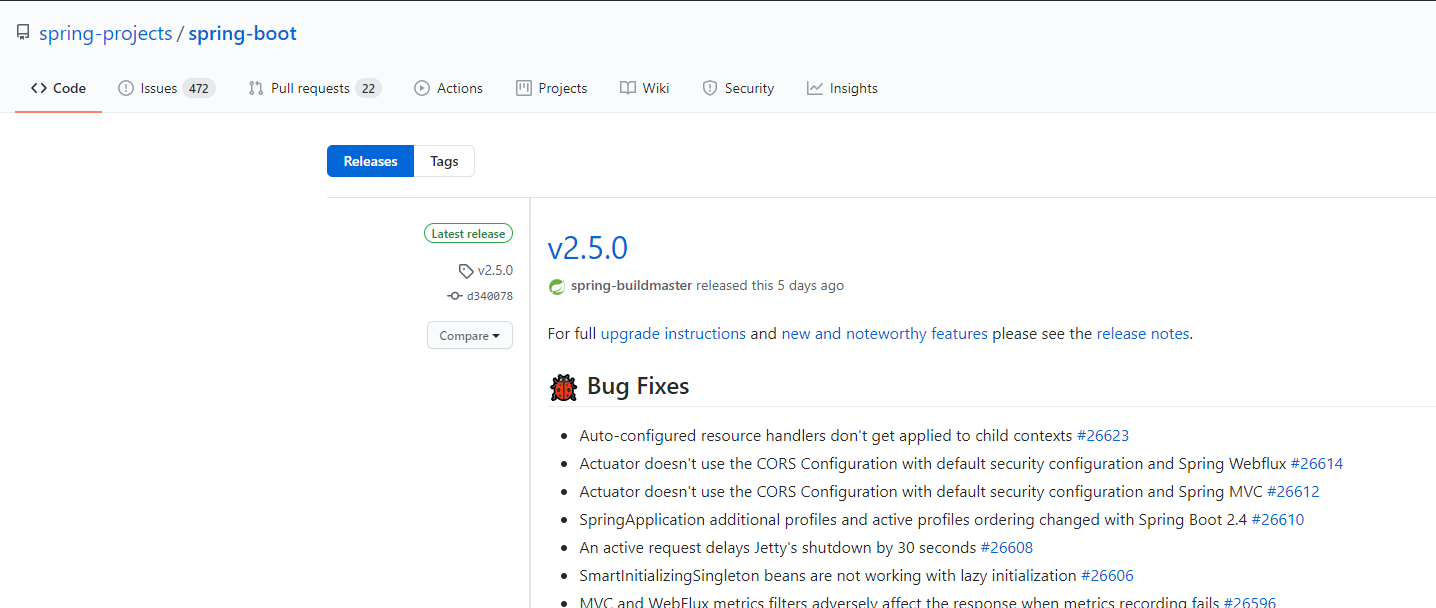 spring-projects / spring-boot
Code Issues 472 Pull requests 22 Actions Projects Wiki Security Insights
Releases Tags
Latest release
v2.5.0
d340078
Compare
v2.5.0
spring-buildmaster released this 5 days ago
For full upgrade instructions and new and noteworthy features please see the release notes.
Bug Fixes
Auto-configured resource handlers don't get applied to child contexts #26623
Actuator doesn't use the CORS Configuration with default security configuration and Spring Webflux #26614
Actuator doesn't use the CORS Configuration with default security configuration and Spring MVC #26612
SpringApplication additional profiles and active profiles ordering changed with Spring Boot 2.4 #26610
An active request delays Jetty's shutdown by 30 seconds #26608
SmartInitializingSingleton beans are not working with lazy initialization #26606
MVC and WebFlux metrics filters adversely affect the response when metrics recording fails #26596